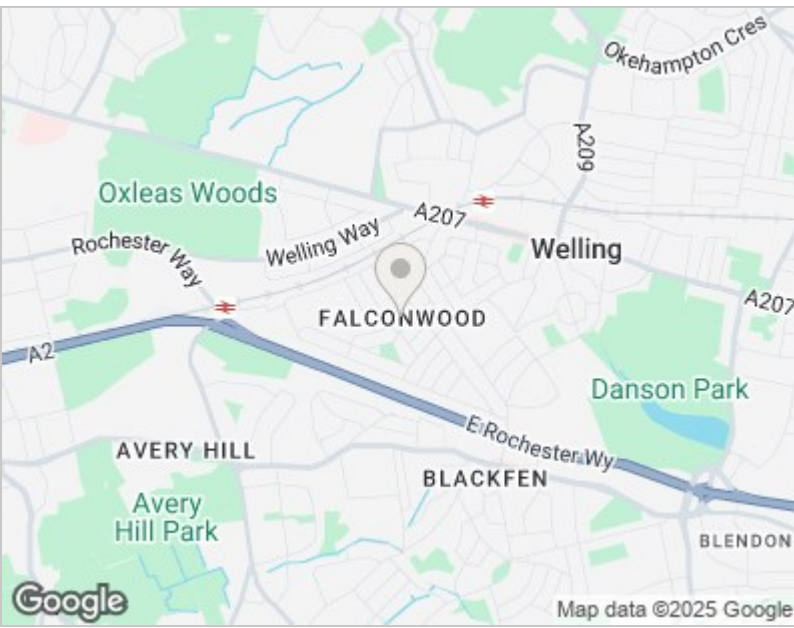 Okehampton Cres
A209
Oxleas Woods
A207
Rochester Way
Welling Way
Welling
A207
FALCONWOOD
A2
Danson Park
E Rochester Wy
AVERY HILL
BLACKFEN
Avery
Hill Park
BLENDON
Google
Map data ©2025 Google